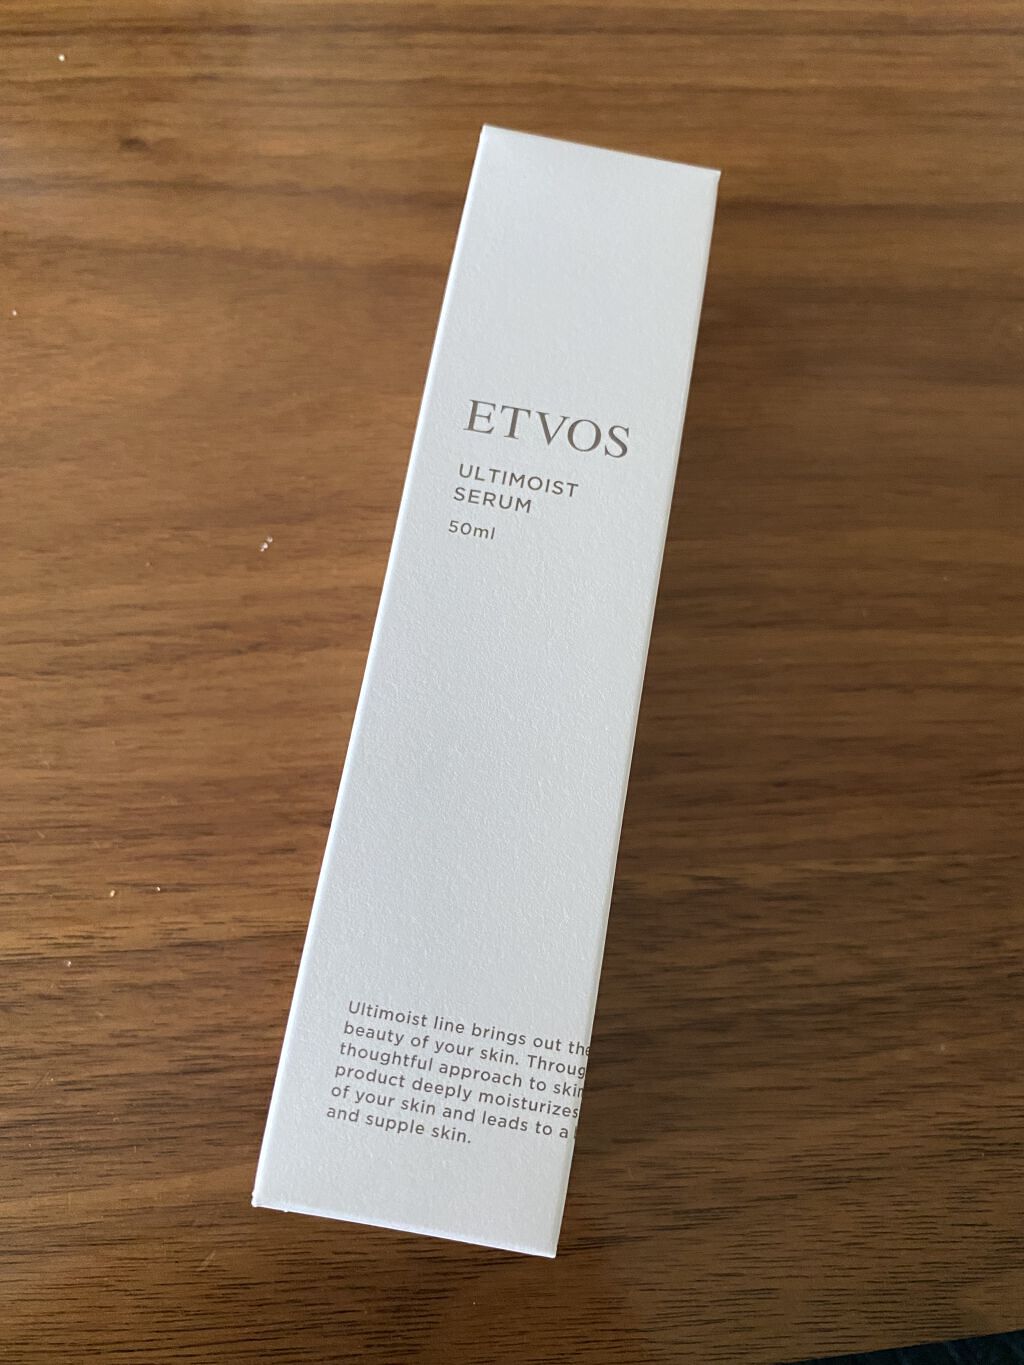 ETVOS
ULTIMOIST
SERUM
50ml
Ultimoist line brings out the
beauty of your skin. Throug
thoughtful approach to skin
product deeply moisturizes
of your skin and leads to a
and supple skin.